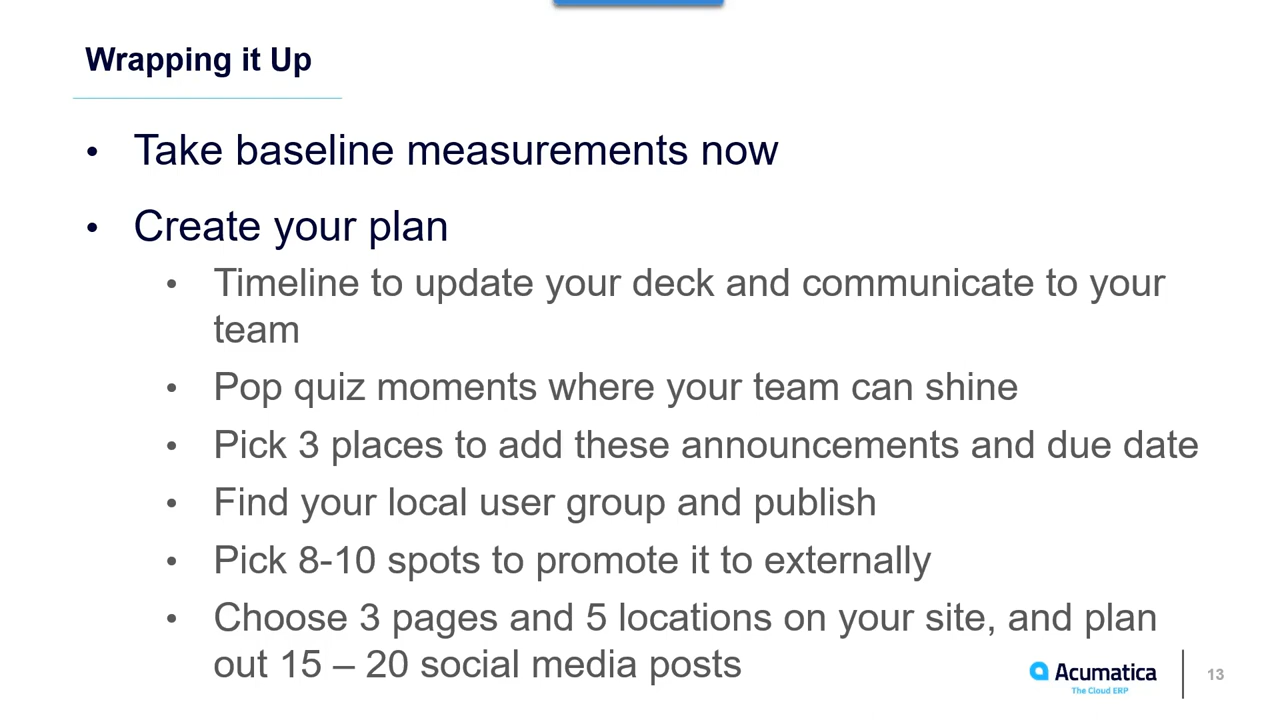 Wrapping it Up
• Take baseline measurements now
• Create your plan
• Timeline to update your deck and communicate to your
team
• Pop quiz moments where your team can shine
• Pick 3 places to add these announcements and due date
• Find your local user group and publish
• Pick 8-10 spots to promote it to externally
• Choose 3 pages and 5 locations on your site, and plan
out 15 – 20 social media posts
Acumatica
The Cloud ERP
13